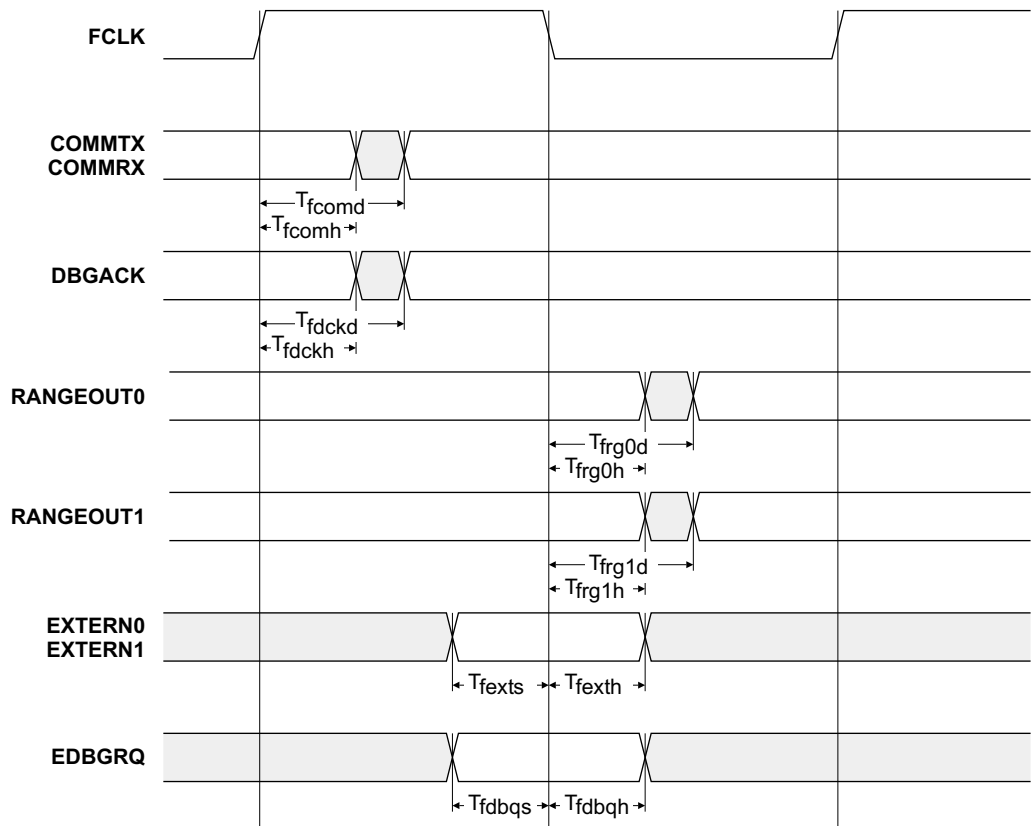 FCLK
COMMTX
COMMRX
Tfcomd
Tfcomh
DBGACK
Tfdckd
Tfdckh
RANGEOUT0
Tfrg0d
Tfrg0h
RANGEOUT1
Tfrg1d
Tfrg1h
EXTERN0
EXTERN1
Tfexts Tfexth
EDBGRQ
Tfdbqs Tfdbqh